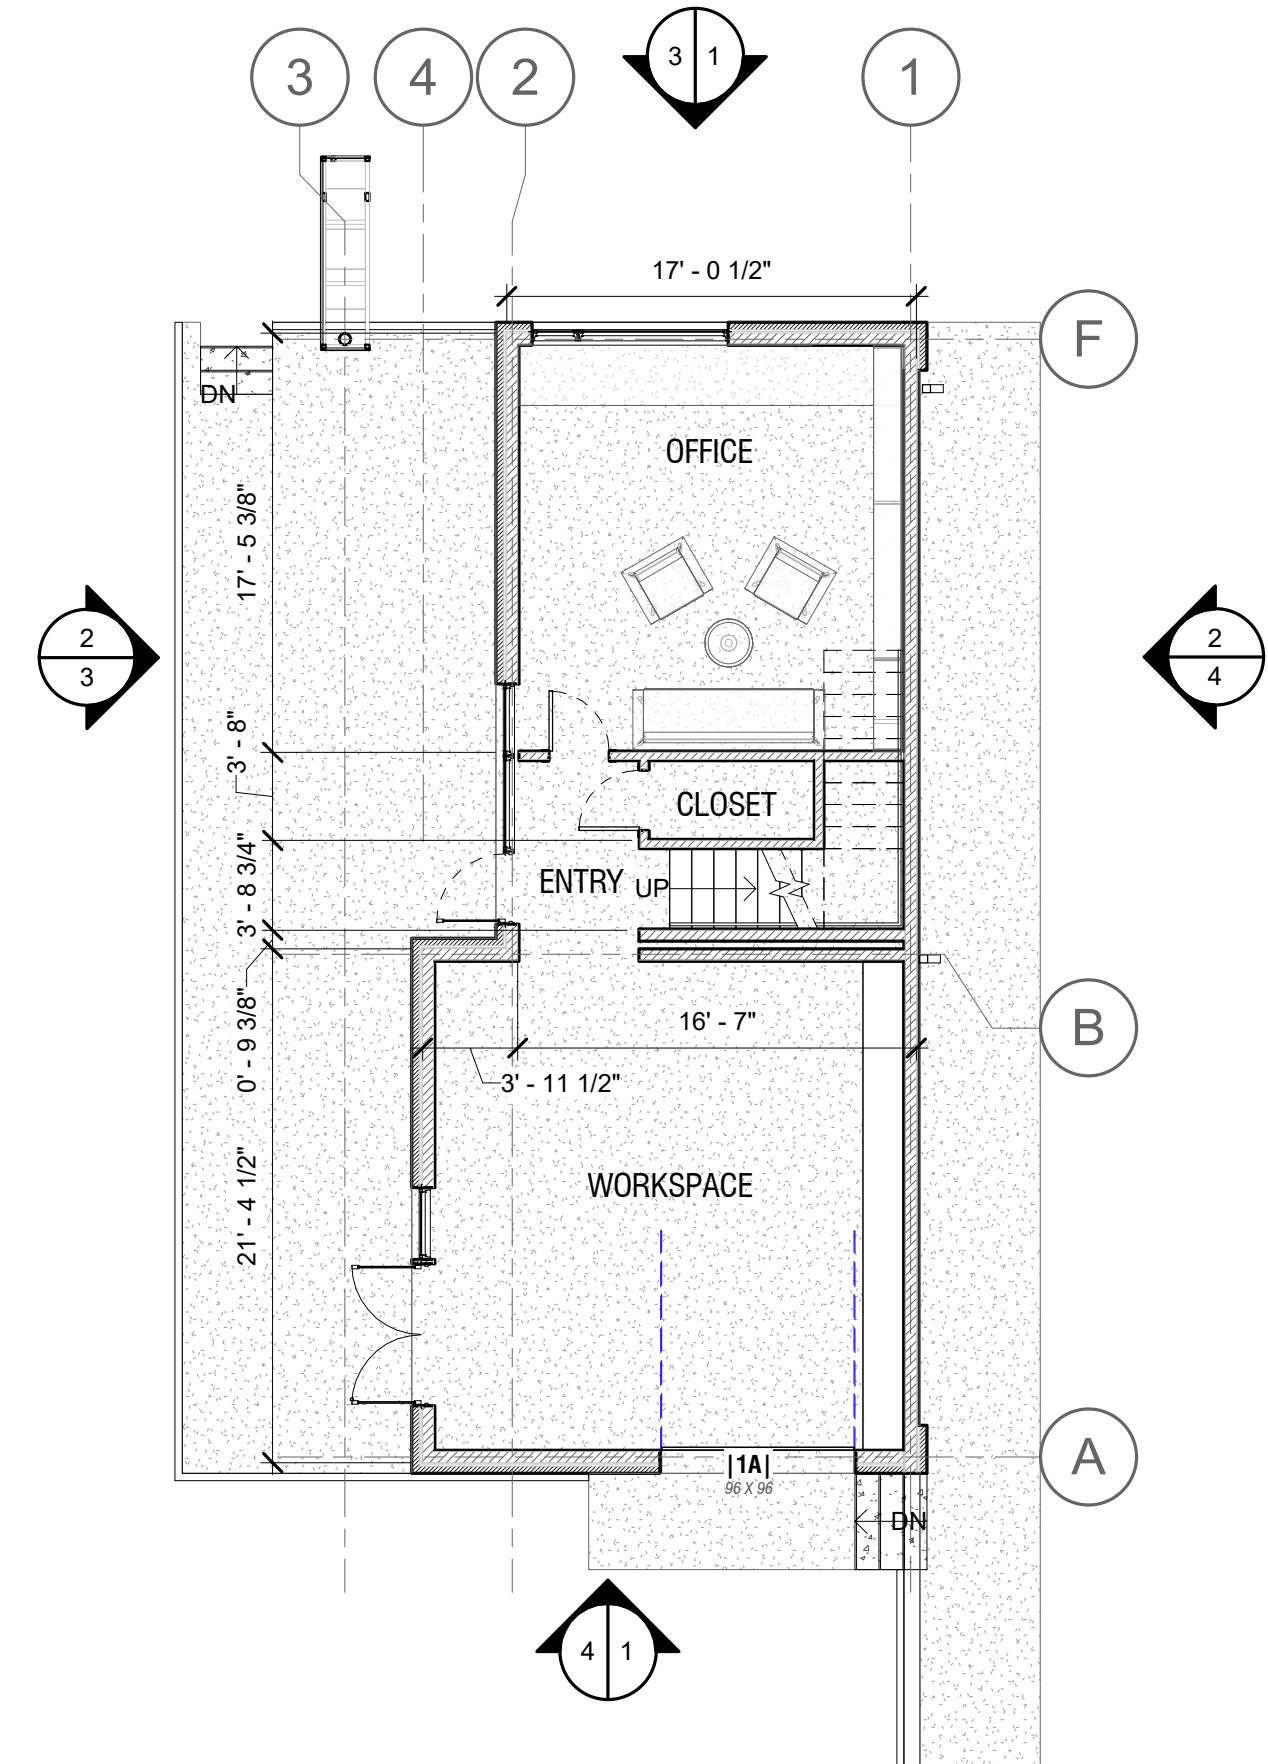 3 4 2 3 1 1
17' - 0 1/2"
F
DN
OFFICE
17' - 5 3/8"
2
3
2
4
3' - 8"
CLOSET
3' - 8 3/4"
ENTRY UP
0' - 9 3/8"
16' - 7"
B
3' - 11 1/2"
21' - 4 1/2"
WORKSPACE
|1A|
96 X 96
A
DN
4 1